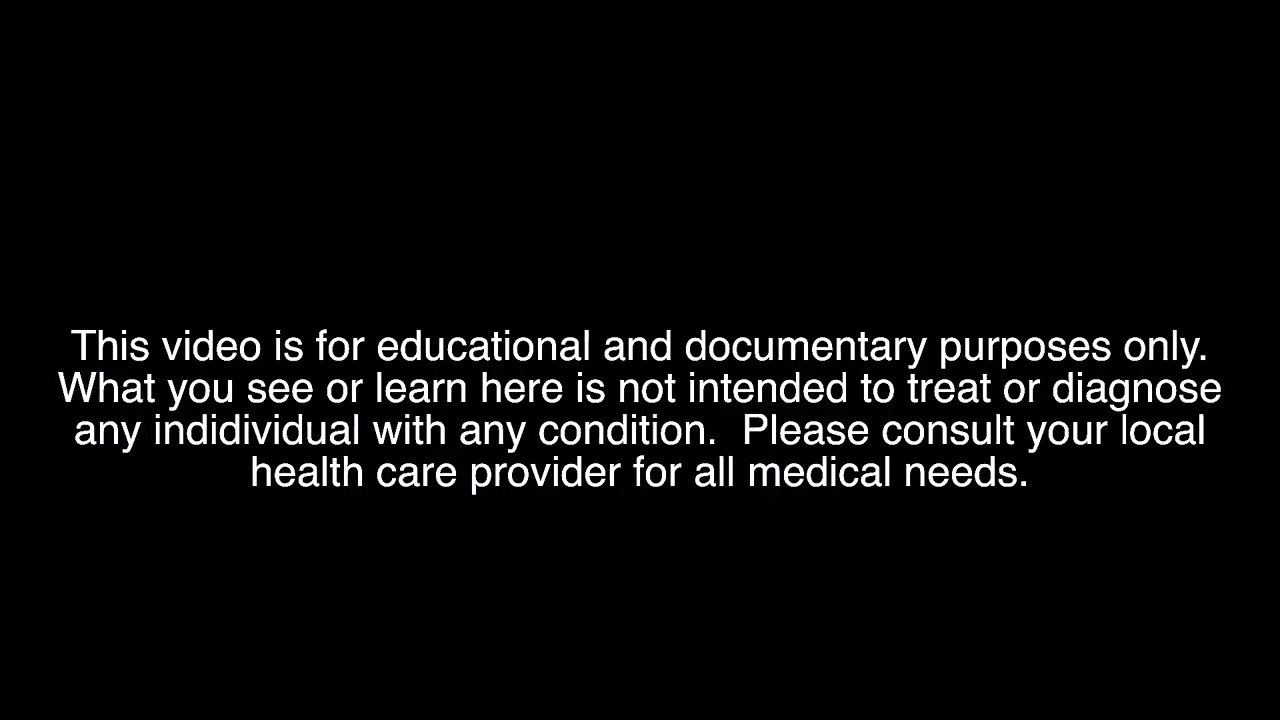 This video is for educational and documentary purposes only.
What you see or learn here is not intended to treat or diagnose
any indidividual with any condition.  Please consult your local
health care provider for all medical needs.